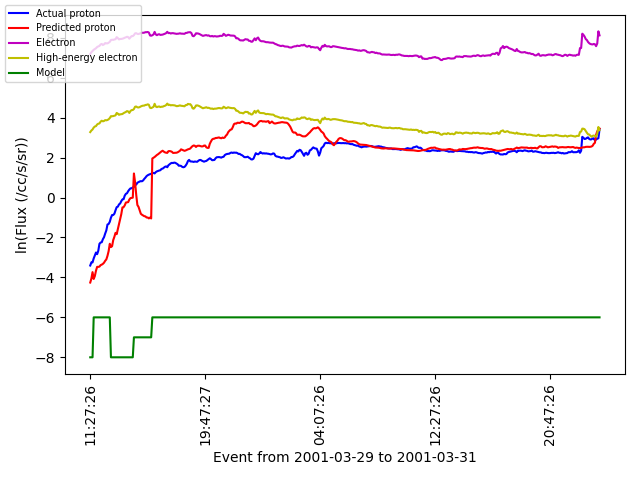 Actual proton
Predicted proton
Electron
High-energy electron
Model
8
6
4
2
0
−2
−4
−6
−8
ln(Flux (/cc/s/sr))
11:27:26
19:47:27
04:07:26
12:27:26
20:47:26
Event from 2001-03-29 to 2001-03-31